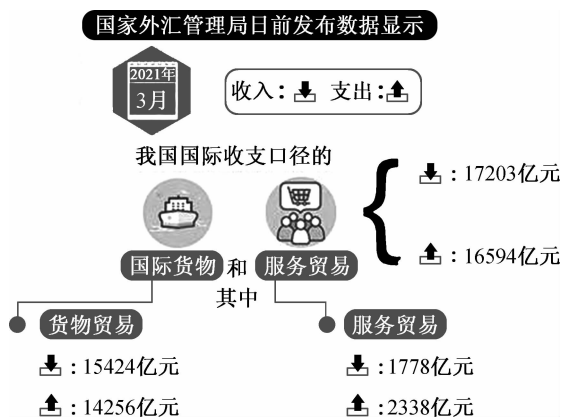 国家外汇管理局日前发布数据显示
2021年
3月
收入: 支出:
我国国际收支口径的
:17203亿元
:16594亿元
国际货物 和 服务贸易
其中
货物贸易
:15424亿元
:14256亿元
服务贸易
:1778亿元
:2338亿元